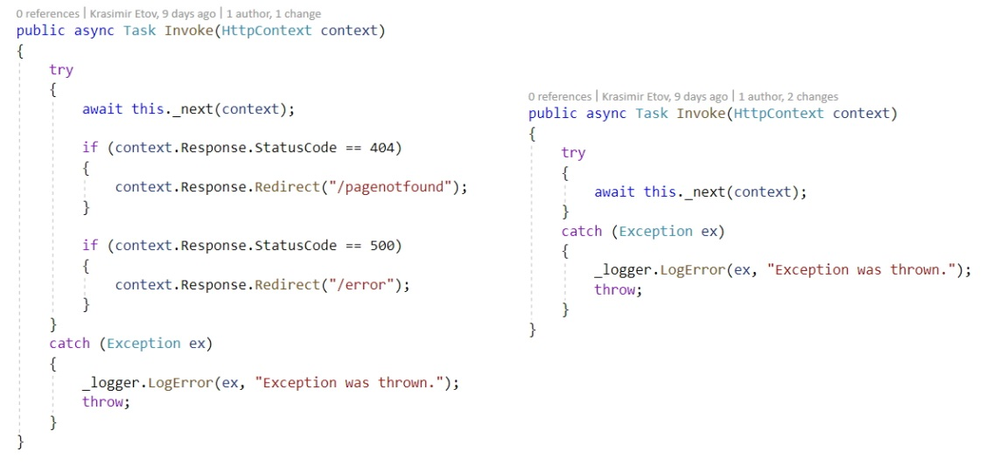 0 references | Krasimir Etov, 9 days ago | 1 author, 1 change
public async Task Invoke(HttpContext context)
{
    try
    {
        await this._next(context);

        if (context.Response.StatusCode == 404)
        {
            context.Response.Redirect("/pagenotfound");
        }

        if (context.Response.StatusCode == 500)
        {
            context.Response.Redirect("/error");
        }
    }
    catch (Exception ex)
    {
        _logger.LogError(ex, "Exception was thrown.");
        throw;
    }
}
0 references | Krasimir Etov, 9 days ago | 1 author, 2 changes
public async Task Invoke(HttpContext context)
{
    try
    {
        await this._next(context);
    }
    catch (Exception ex)
    {
        _logger.LogError(ex, "Exception was thrown.");
        throw;
    }
}